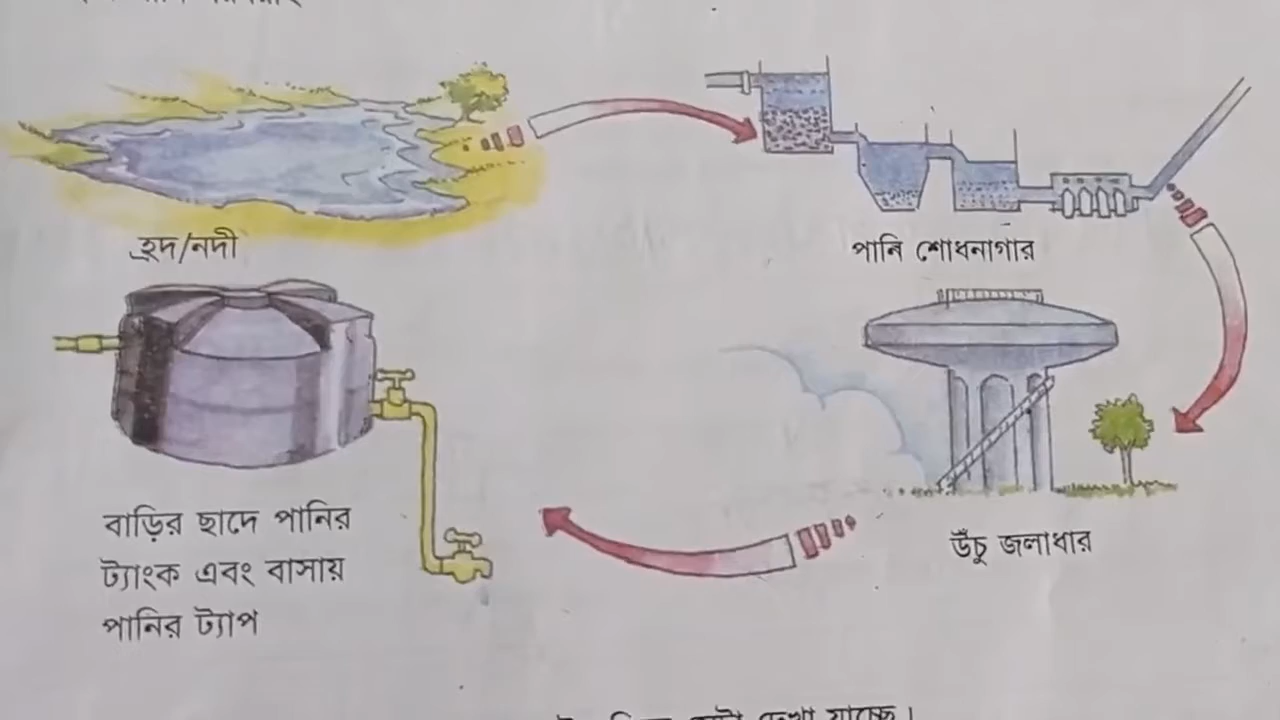 হ্রদ/নদী
পানি শোধনাগার
উঁচু জলাধার
বাড়ির ছাদে পানির
ট্যাংক এবং বাসায়
পানির ট্যাপ
দেখা যাচ্ছে।